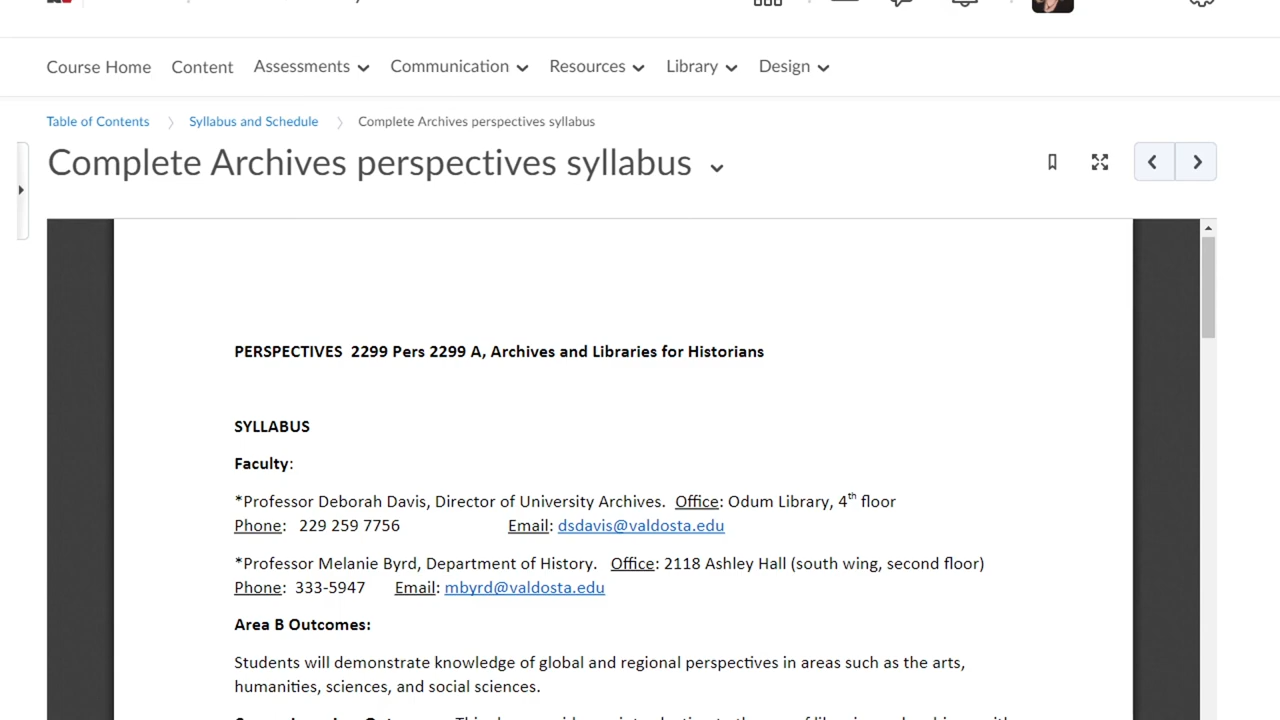 Course Home Content Assessments Communication Resources Library Design
Table of Contents Syllabus and Schedule Complete Archives perspectives syllabus
Complete Archives perspectives syllabus
PERSPECTIVES 2299 Pers 2299 A, Archives and Libraries for Historians
SYLLABUS
Faculty:
*Professor Deborah Davis, Director of University Archives. Office: Odum Library, 4th floor
Phone: 229 259 7756 Email: dsdavis@valdosta.edu
*Professor Melanie Byrd, Department of History. Office: 2118 Ashley Hall (south wing, second floor)
Phone: 333-5947 Email: mbyrd@valdosta.edu
Area B Outcomes:
Students will demonstrate knowledge of global and regional perspectives in areas such as the arts,
humanities, sciences, and social sciences.